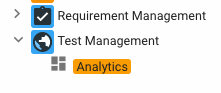 Requirement Management
Test Management
Analytics